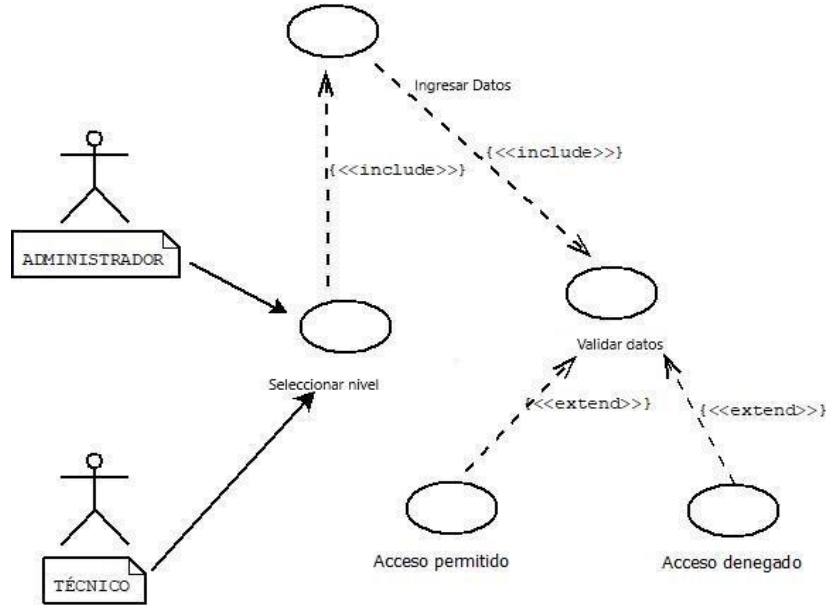 Ingresar Datos
{<<include>>}
{<<include>>}
ADMINISTRADOR
Validar datos
Seleccionar nivel
{<<extend>>}
{<<extend>>}
Acceso permitido
Acceso denegado
TÉCNICO